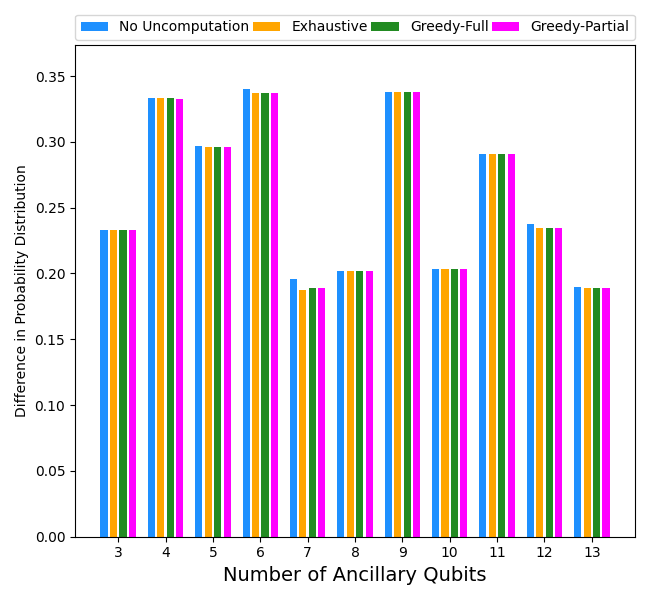 No Uncomputation Exhaustive Greedy-Full Greedy-Partial
Difference in Probability Distribution
0.35
0.30
0.25
0.20
0.15
0.10
0.05
0.00
3 4 5 6 7 8 9 10 11 12 13
Number of Ancillary Qubits